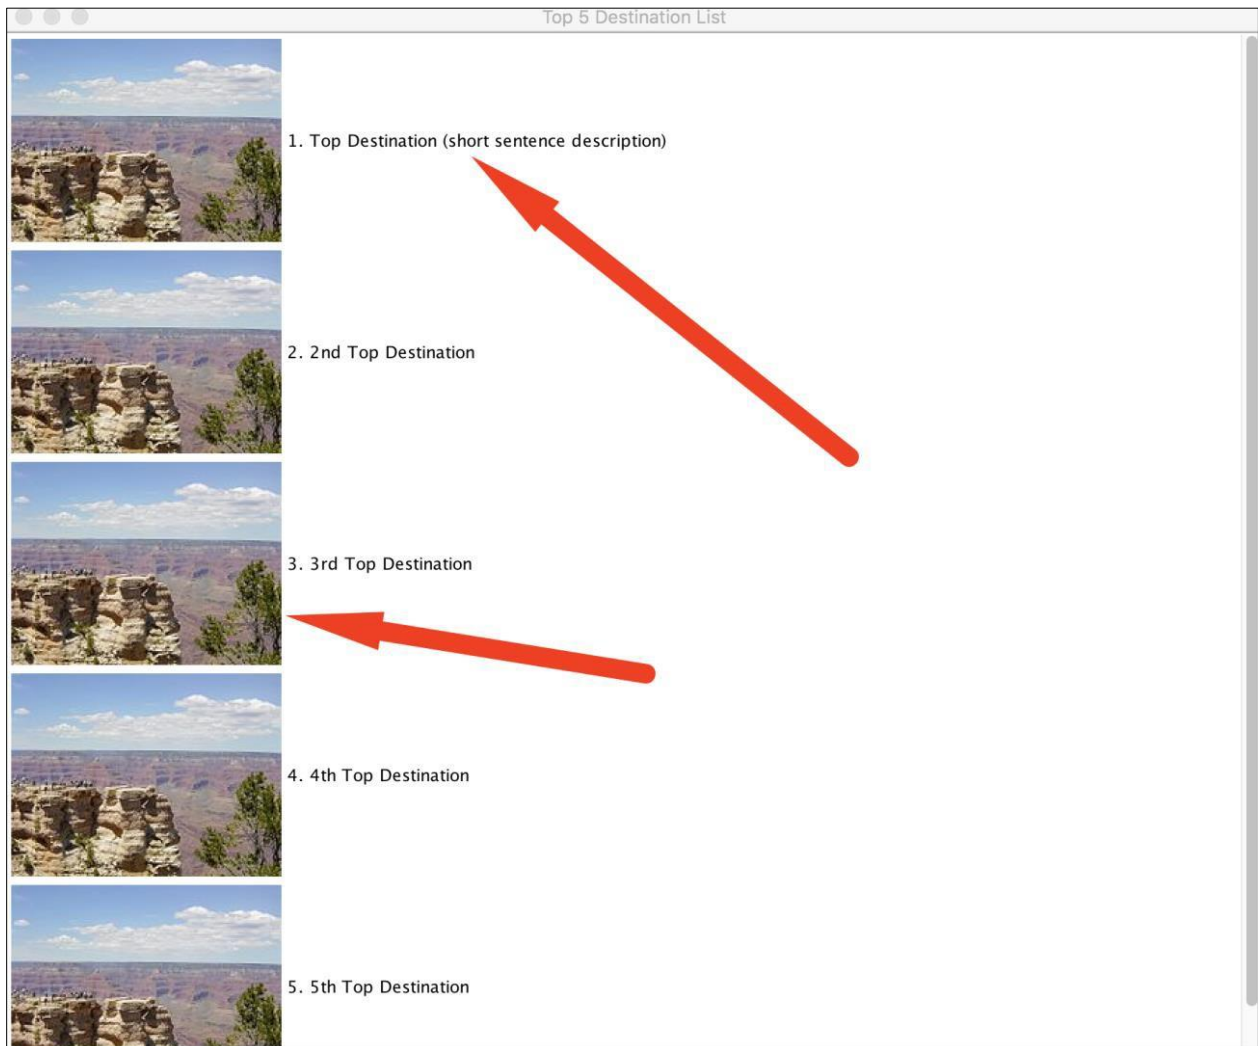 Top 5 Destination List
1. Top Destination (short sentence description)
2. 2nd Top Destination
3. 3rd Top Destination
4. 4th Top Destination
5. 5th Top Destination